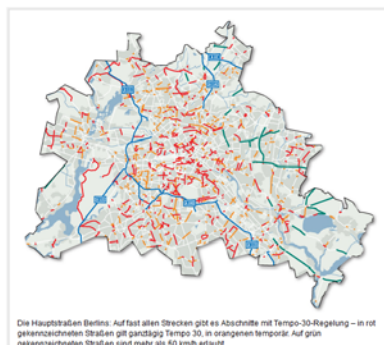 Die Hauptstraßen Berlins: Auf fast allen Strecken gibt es Abschnitte mit Tempo-30-Regelung – in rot
gekennzeichneten Straßen gilt ganztägig Tempo 30, in orangenen temporär. Auf grün
gekennzeichneten Straßen sind mehr als 50 km/h erlaubt